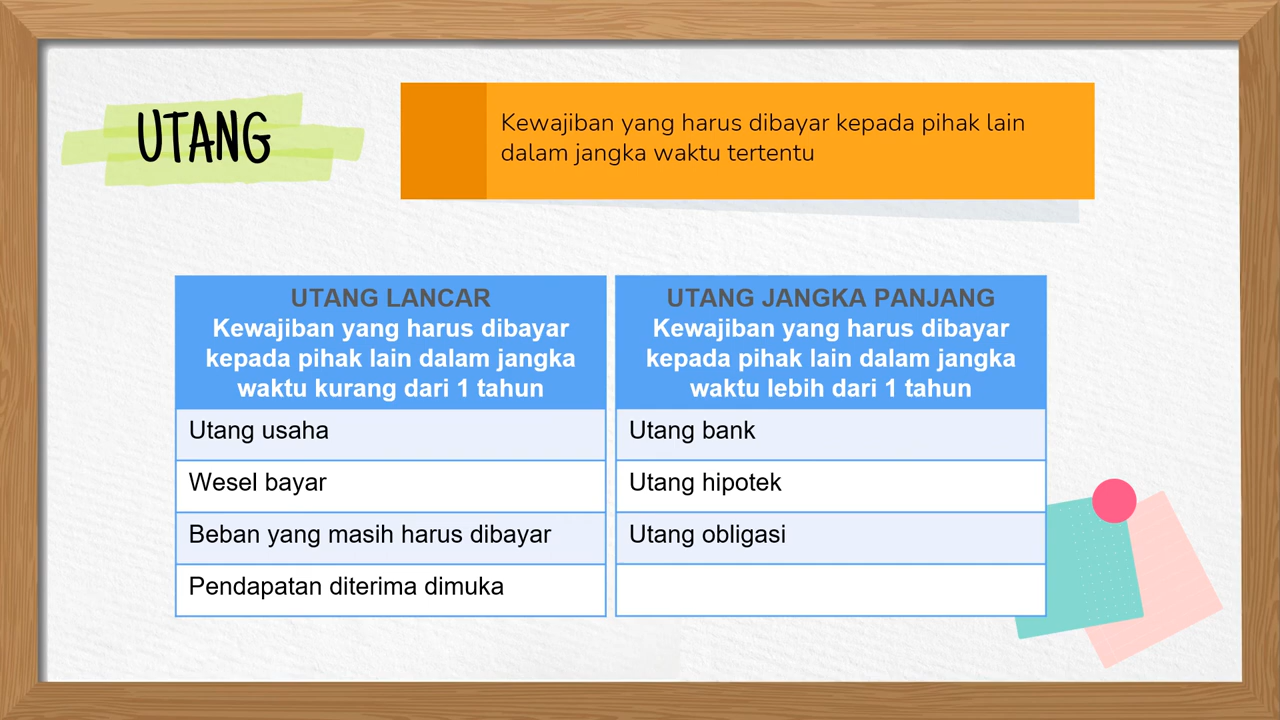 UTANG
Kewajiban yang harus dibayar kepada pihak lain
dalam jangka waktu tertentu
UTANG LANCAR
Kewajiban yang harus dibayar
kepada pihak lain dalam jangka
waktu kurang dari 1 tahun
Utang usaha
Wesel bayar
Beban yang masih harus dibayar
Pendapatan diterima dimuka
UTANG JANGKA PANJANG
Kewajiban yang harus dibayar
kepada pihak lain dalam jangka
waktu lebih dari 1 tahun
Utang bank
Utang hipotek
Utang obligasi